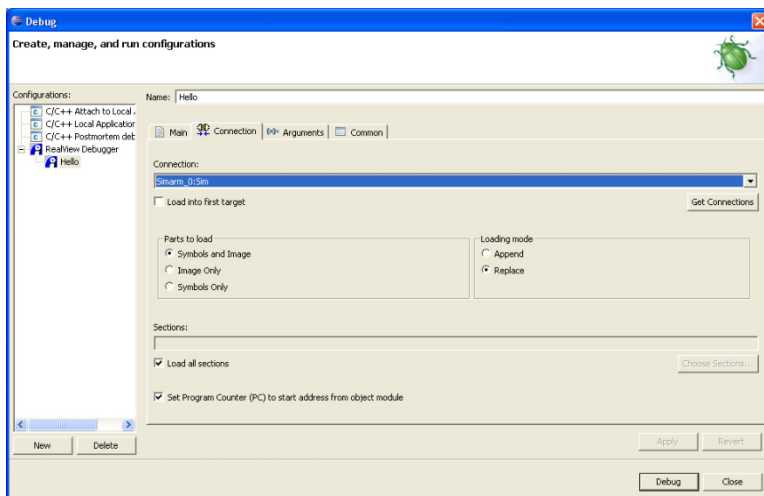 Debug
Create, manage, and run configurations
Configurations:
C/C++ Attach to Local
C/C++ Local Application
C/C++ Postmortem deb
RealView Debugger
Hello
New
Delete
Name: Hello
Main Connection (x)= Arguments Common
Connection:
Simarm_0:Sim
Load into first target
Get Connections
Parts to load
Symbols and Image
Image Only
Symbols Only
Loading mode
Append
Replace
Sections:
Load all sections
Choose Sections...
Set Program Counter (PC) to start address from object module
Apply
Revert
Debug
Close